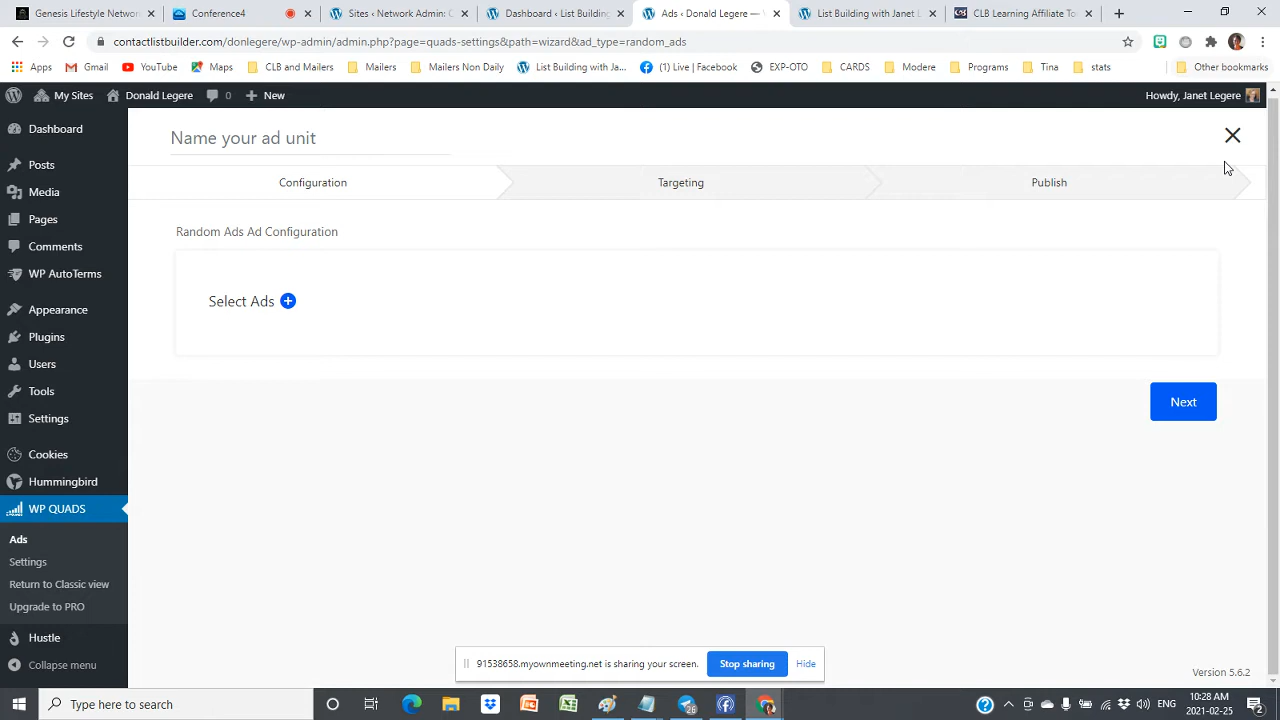 Genesis Lifestyle Network
Conference4
Sites ‹ Network Admin: C
Dashboard ‹ List Building
Ads ‹ Donald Legere —
List Building with Janet L
CLB Learning Affiliate To
contactlistbuilder.com/donlegere/wp-admin/admin.php?page=quads-settings&path=wizard&ad_type=random_ads
Apps
Gmail
YouTube
Maps
CLB and Mailers
Mailers
Mailers Non Daily
List Building with Ja...
(1) Live | Facebook
EXP-OTO
CARDS
Modere
Programs
Tina
stats
Other bookmarks
My Sites
Donald Legere
0
New
Howdy, Janet Legere
Dashboard
Posts
Media
Pages
Comments
WP AutoTerms
Appearance
Plugins
Users
Tools
Settings
Cookies
Hummingbird
WP QUADS
Ads
Settings
Return to Classic view
Upgrade to PRO
Hustle
Collapse menu
Name your ad unit
Configuration
Targeting
Publish
Random Ads Ad Configuration
Select Ads
Next
91538658.myownmeeting.net is sharing your screen.
Stop sharing
Hide
Version 5.6.2
Type here to search
26
ENG
10:28 AM
2021-02-25
2